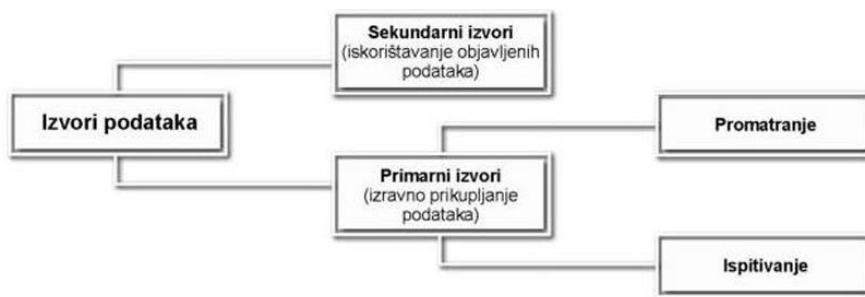 Sekundarni izvori
(iskorištavanje objavljenih
podataka)
Izvori podataka
Promatranje
Primarni izvori
(izravno prikupljanje
podataka)
Ispitivanje